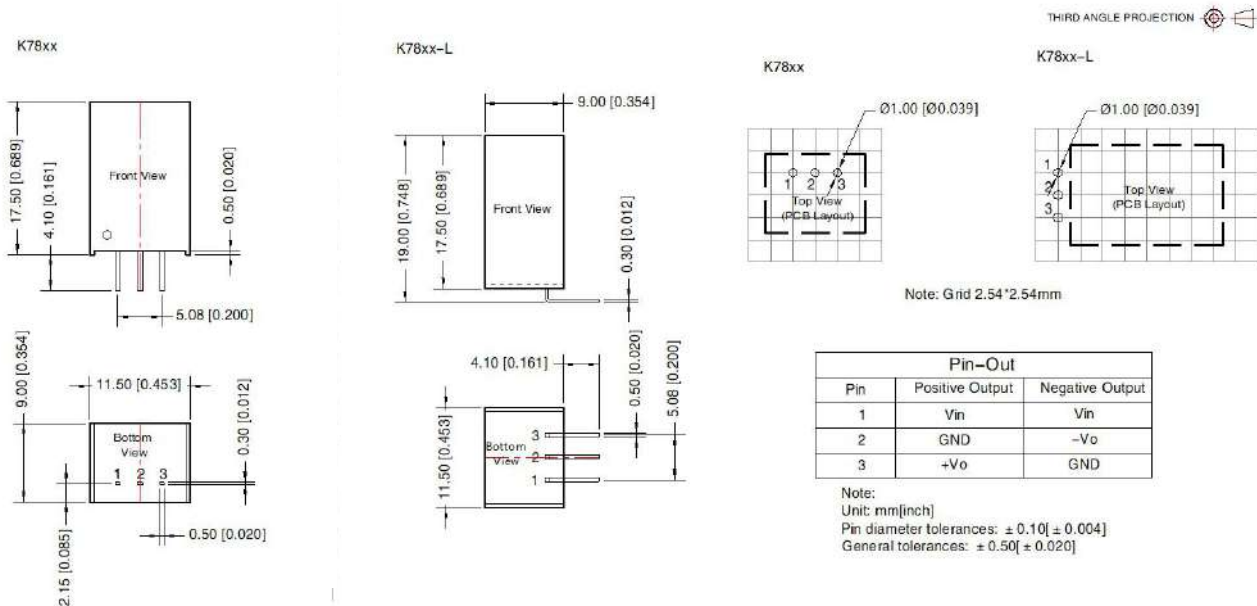 THIRD ANGLE PROJECTION
K78xx
17.50 [0.689]
4.10 [0.161]
Front View
0.50 [0.020]
5.08 [0.200]
9.00 [0.354]
11.50 [0.453]
Bottom
View
1 2 3
0.30 [0.012]
2.15 [0.085]
0.50 [0.020]
K78xx-L
9.00 [0.354]
19.00 [0.748]
17.50 [0.689]
Front View
0.30 [0.012]
4.10 [0.161]
0.50 [0.020]
5.08 [0.200]
11.50 [0.453]
Bottom
View
3
2
1
K78xx
Ø1.00 [Ø0.039]
1 2 3
Top View
(PCB Layout)
K78xx-L
Ø1.00 [Ø0.039]
1
2
3
Top View
(PCB Layout)
Note: Grid 2.54*2.54mm
Pin-Out
Pin Positive Output Negative Output
1 Vin Vin
2 GND -Vo
3 +Vo GND
Note:
Unit: mm[inch]
Pin diameter tolerances: ±0.10[±0.004]
General tolerances: ±0.50[±0.020]